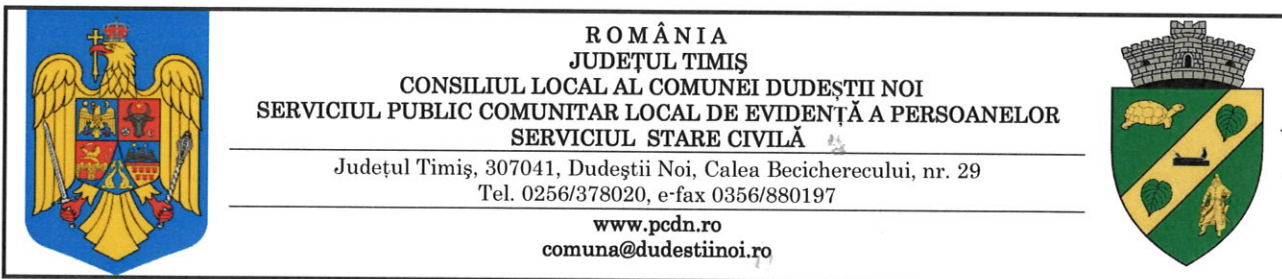 ROMÂNIA
JUDEȚUL TIMIȘ
CONSILIUL LOCAL AL COMUNEI DUDEȘTII NOI
SERVICIUL PUBLIC COMUNITAR LOCAL DE EVIDENȚĂ A PERSOANELOR
SERVICIUL STARE CIVILĂ
Județul Timiș, 307041, Dudeștii Noi, Calea Becicherecului, nr. 29
Tel. 0256/378020, e-fax 0356/880197
www.pcdn.ro
comuna@dudestiinoi.ro